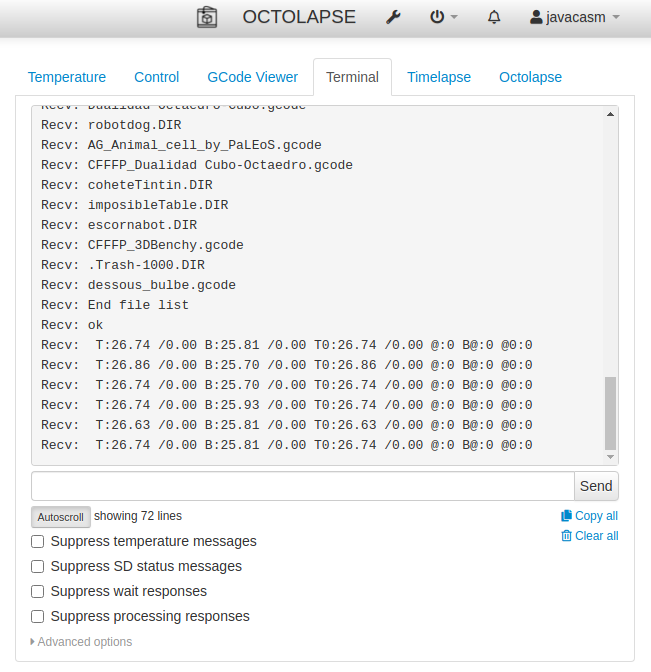 OCTOLAPSE javacasm
Temperature Control GCode Viewer Terminal Timelapse Octolapse
Recv: Dualidad Octaedro-Cubo.gcode
Recv: robotdog.DIR
Recv: AG_Animal_cell_by_PaLEoS.gcode
Recv: CFFFP_Dualidad Cubo-Octaedro.gcode
Recv: coheteTintin.DIR
Recv: imposibleTable.DIR
Recv: escornabot.DIR
Recv: CFFFP_3DBenchy.gcode
Recv: .Trash-1000.DIR
Recv: dessous_bulbe.gcode
Recv: End file list
Recv: ok
Recv:  T:26.74 /0.00 B:25.81 /0.00 T0:26.74 /0.00 @:0 B@:0 @0:0
Recv:  T:26.86 /0.00 B:25.70 /0.00 T0:26.86 /0.00 @:0 B@:0 @0:0
Recv:  T:26.74 /0.00 B:25.70 /0.00 T0:26.74 /0.00 @:0 B@:0 @0:0
Recv:  T:26.74 /0.00 B:25.93 /0.00 T0:26.74 /0.00 @:0 B@:0 @0:0
Recv:  T:26.63 /0.00 B:25.81 /0.00 T0:26.63 /0.00 @:0 B@:0 @0:0
Recv:  T:26.74 /0.00 B:25.81 /0.00 T0:26.74 /0.00 @:0 B@:0 @0:0
Send
Autoscroll showing 72 lines Copy all
Clear all
Suppress temperature messages
Suppress SD status messages
Suppress wait responses
Suppress processing responses
Advanced options